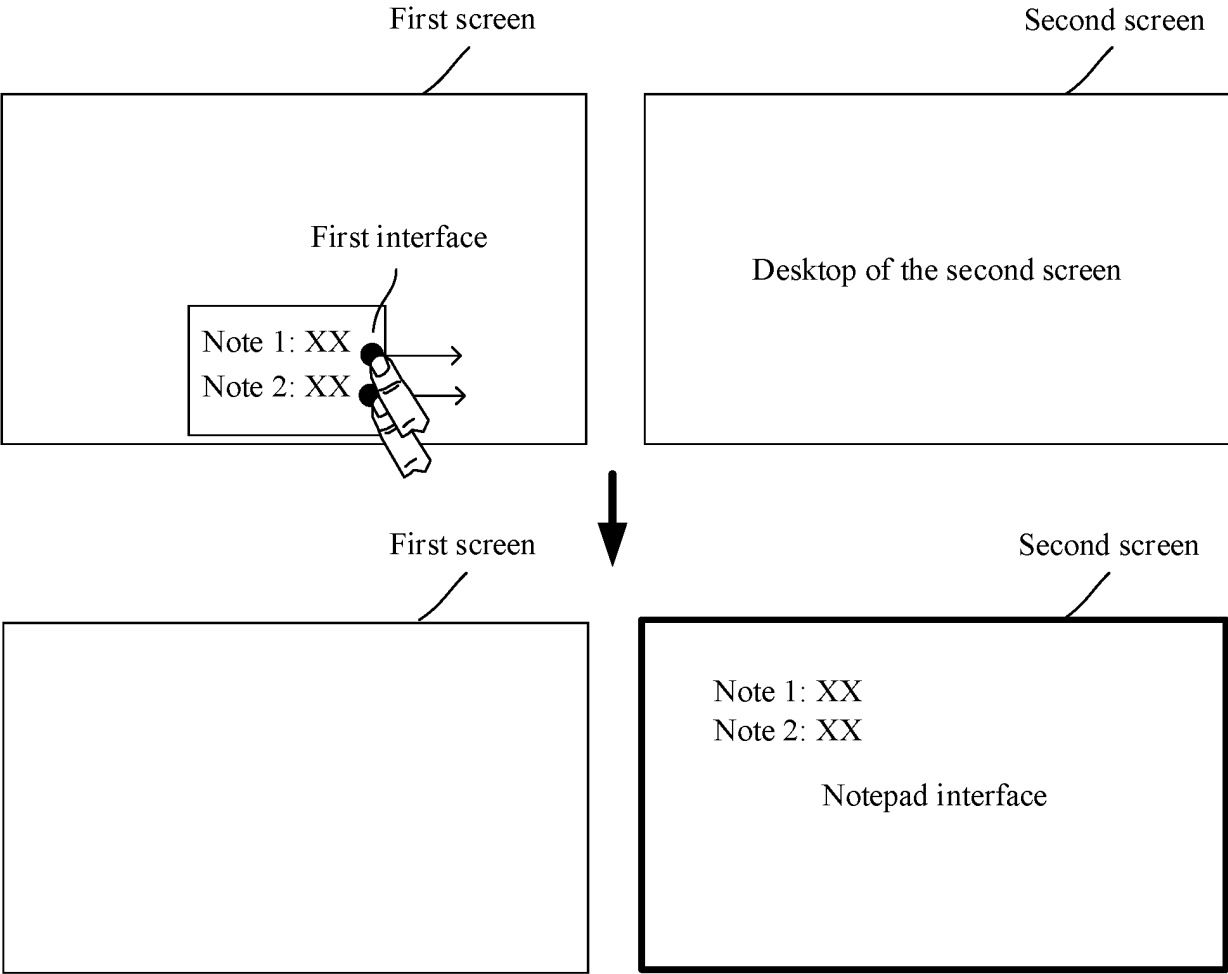 First screen
Second screen
First interface
Desktop of the second screen
Note 1: XX
Note 2: XX
First screen
Second screen
Note 1: XX
Note 2: XX
Notepad interface